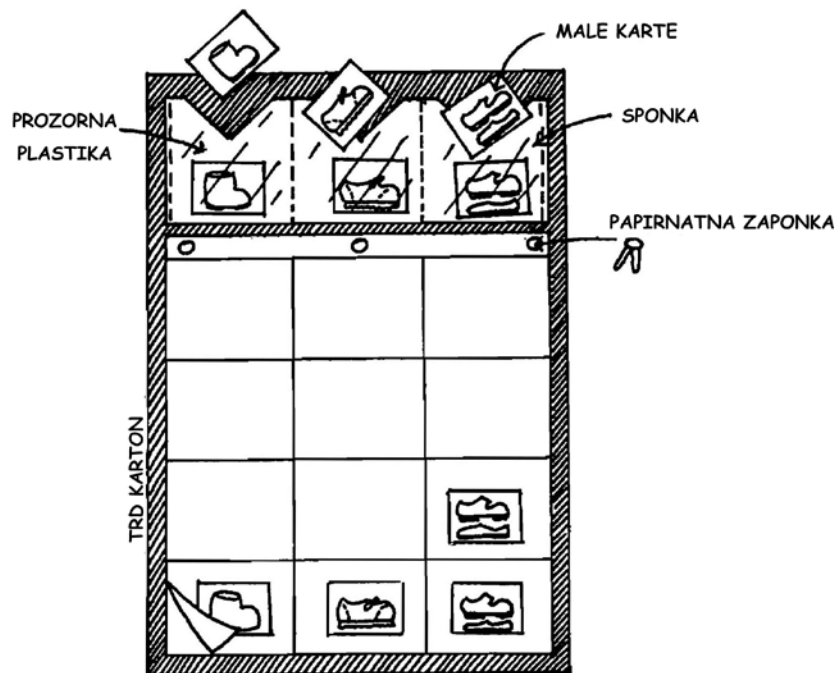 MALE KARTE
PROZORNA
PLASTIKA
SPONKA
PAPIRNATNA ZAPONKA
TRD KARTON